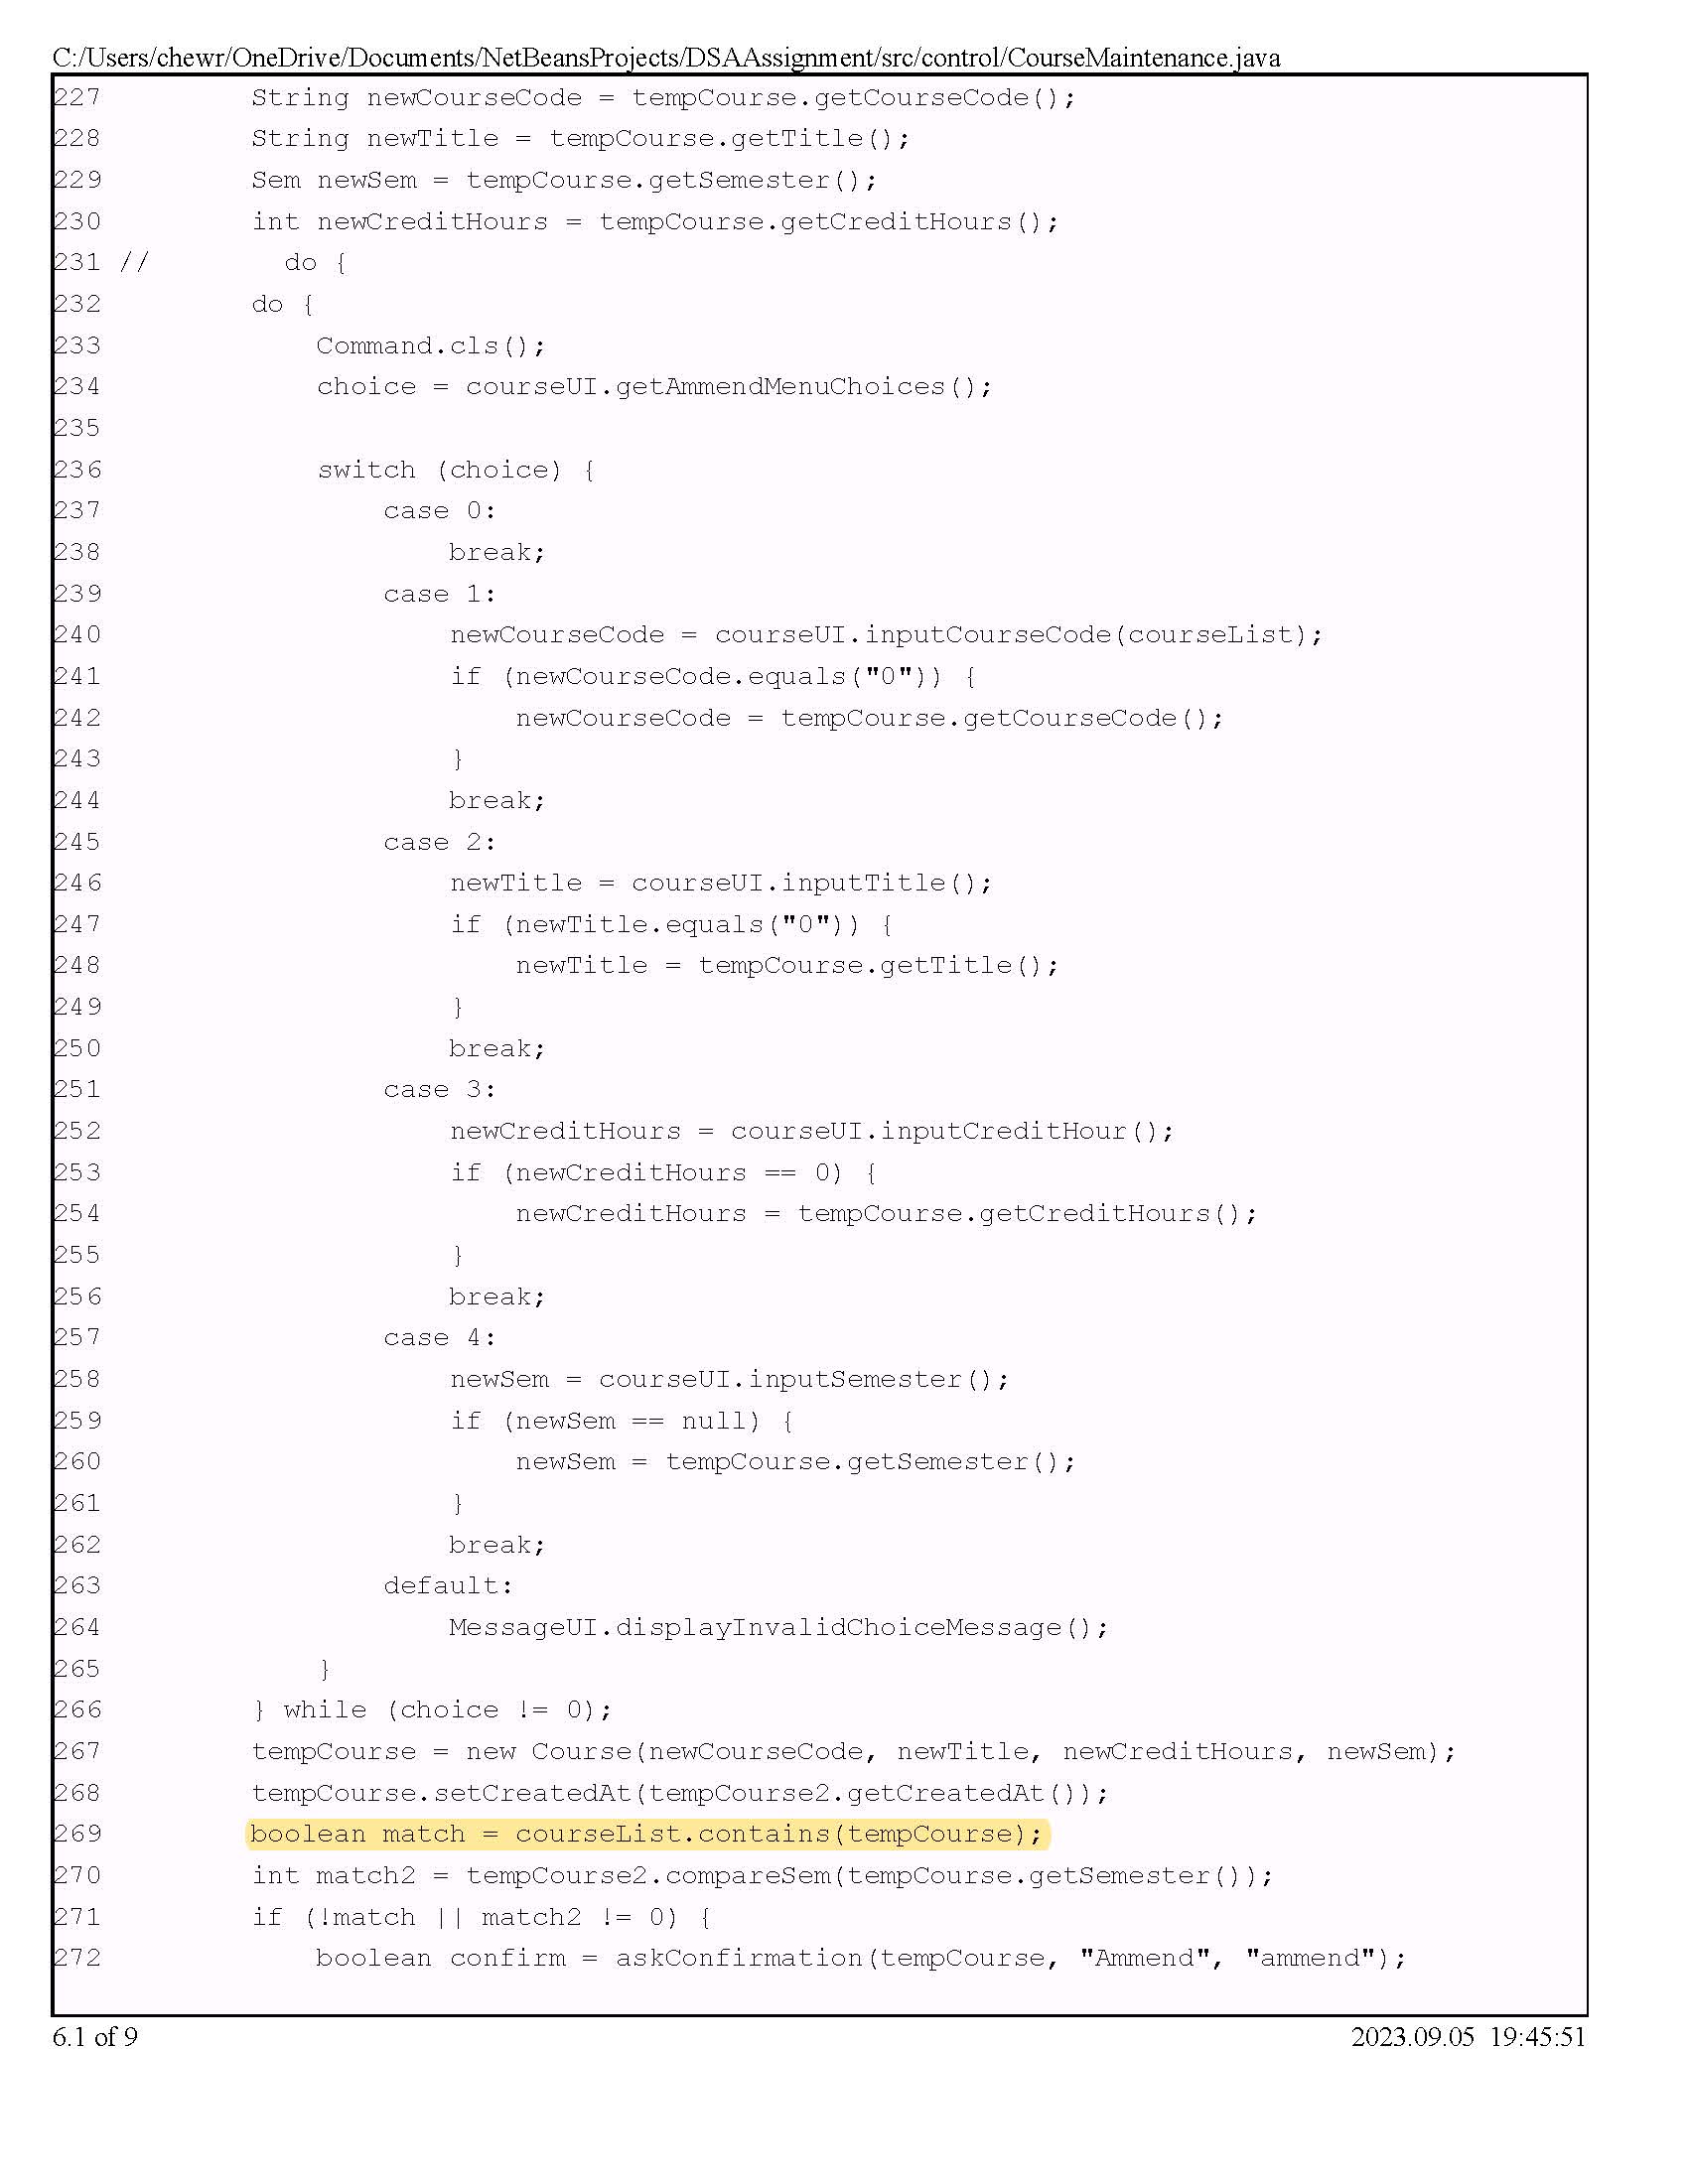 C:/Users/chewr/OneDrive/Documents/NetBeansProjects/DSAAssignment/src/control/CourseMaintenance.java
227         String newCourseCode = tempCourse.getCourseCode();
228         String newTitle = tempCourse.getTitle();
229         Sem newSem = tempCourse.getSemester();
230         int newCreditHours = tempCourse.getCreditHours();
231 //        do {
232         do {
233             Command.cls();
234             choice = courseUI.getAmmendMenuChoices();
235
236             switch (choice) {
237                 case 0:
238                     break;
239                 case 1:
240                     newCourseCode = courseUI.inputCourseCode(courseList);
241                     if (newCourseCode.equals("0")) {
242                         newCourseCode = tempCourse.getCourseCode();
243                     }
244                     break;
245                 case 2:
246                     newTitle = courseUI.inputTitle();
247                     if (newTitle.equals("0")) {
248                         newTitle = tempCourse.getTitle();
249                     }
250                     break;
251                 case 3:
252                     newCreditHours = courseUI.inputCreditHour();
253                     if (newCreditHours == 0) {
254                         newCreditHours = tempCourse.getCreditHours();
255                     }
256                     break;
257                 case 4:
258                     newSem = courseUI.inputSemester();
259                     if (newSem == null) {
260                         newSem = tempCourse.getSemester();
261                     }
262                     break;
263                 default:
264                     MessageUI.displayInvalidChoiceMessage();
265             }
266         } while (choice != 0);
267         tempCourse = new Course(newCourseCode, newTitle, newCreditHours, newSem);
268         tempCourse.setCreatedAt(tempCourse2.getCreatedAt());
269         boolean match = courseList.contains(tempCourse);
270         int match2 = tempCourse2.compareSem(tempCourse.getSemester());
271         if (!match || match2 != 0) {
272             boolean confirm = askConfirmation(tempCourse, "Ammend", "ammend");
6.1 of 9
2023.09.05 19:45:51